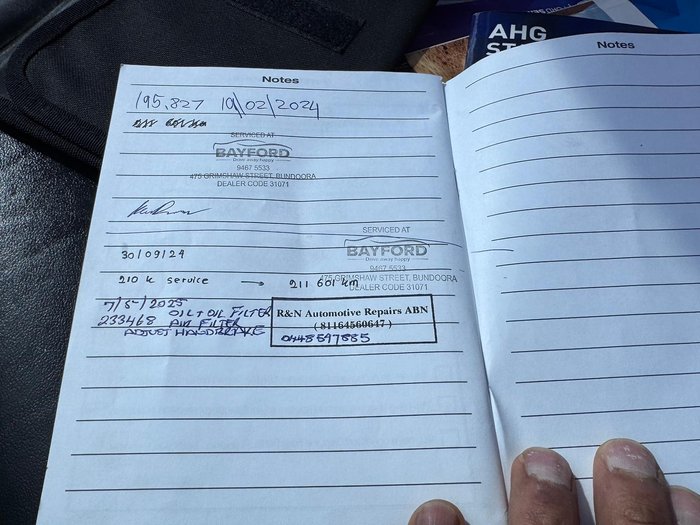 AHG
Notes
Notes
195,827 19/02/2024
SERVICED AT
BAYFORD
Drive away happy
9467 5533
475 GRIMSHAW STREET, BUNDOORA
DEALER CODE 31071
SERVICED AT
BAYFORD
Drive away happy
9467 5533
475 GRIMSHAW STREET, BUNDOORA
DEALER CODE 31071
30/09/24
210 k service → 211 601 km
7/5/2025 OIL + OIL FILTER
233468 AIR FILTER
ADJUST HANDBRAKE
R&N Automotive Repairs ABN
(81164560647)
0448597885